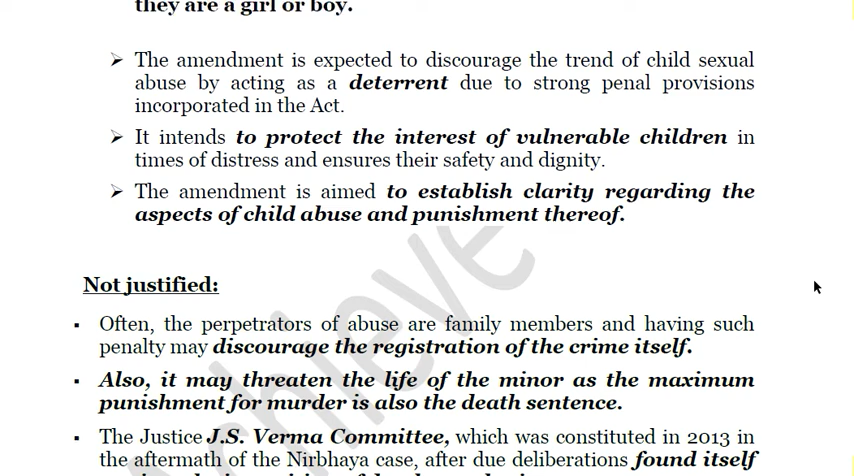 they are a girl or boy.
➢ The amendment is expected to discourage the trend of child sexual
abuse by acting as a deterrent due to strong penal provisions
incorporated in the Act.
➢ It intends to protect the interest of vulnerable children in
times of distress and ensures their safety and dignity.
➢ The amendment is aimed to establish clarity regarding the
aspects of child abuse and punishment thereof.
Not justified:
▪ Often, the perpetrators of abuse are family members and having such
penalty may discourage the registration of the crime itself.
▪ Also, it may threaten the life of the minor as the maximum
punishment for murder is also the death sentence.
▪ The Justice J.S. Verma Committee, which was constituted in 2013 in
the aftermath of the Nirbhaya case, after due deliberations found itself
Achieve